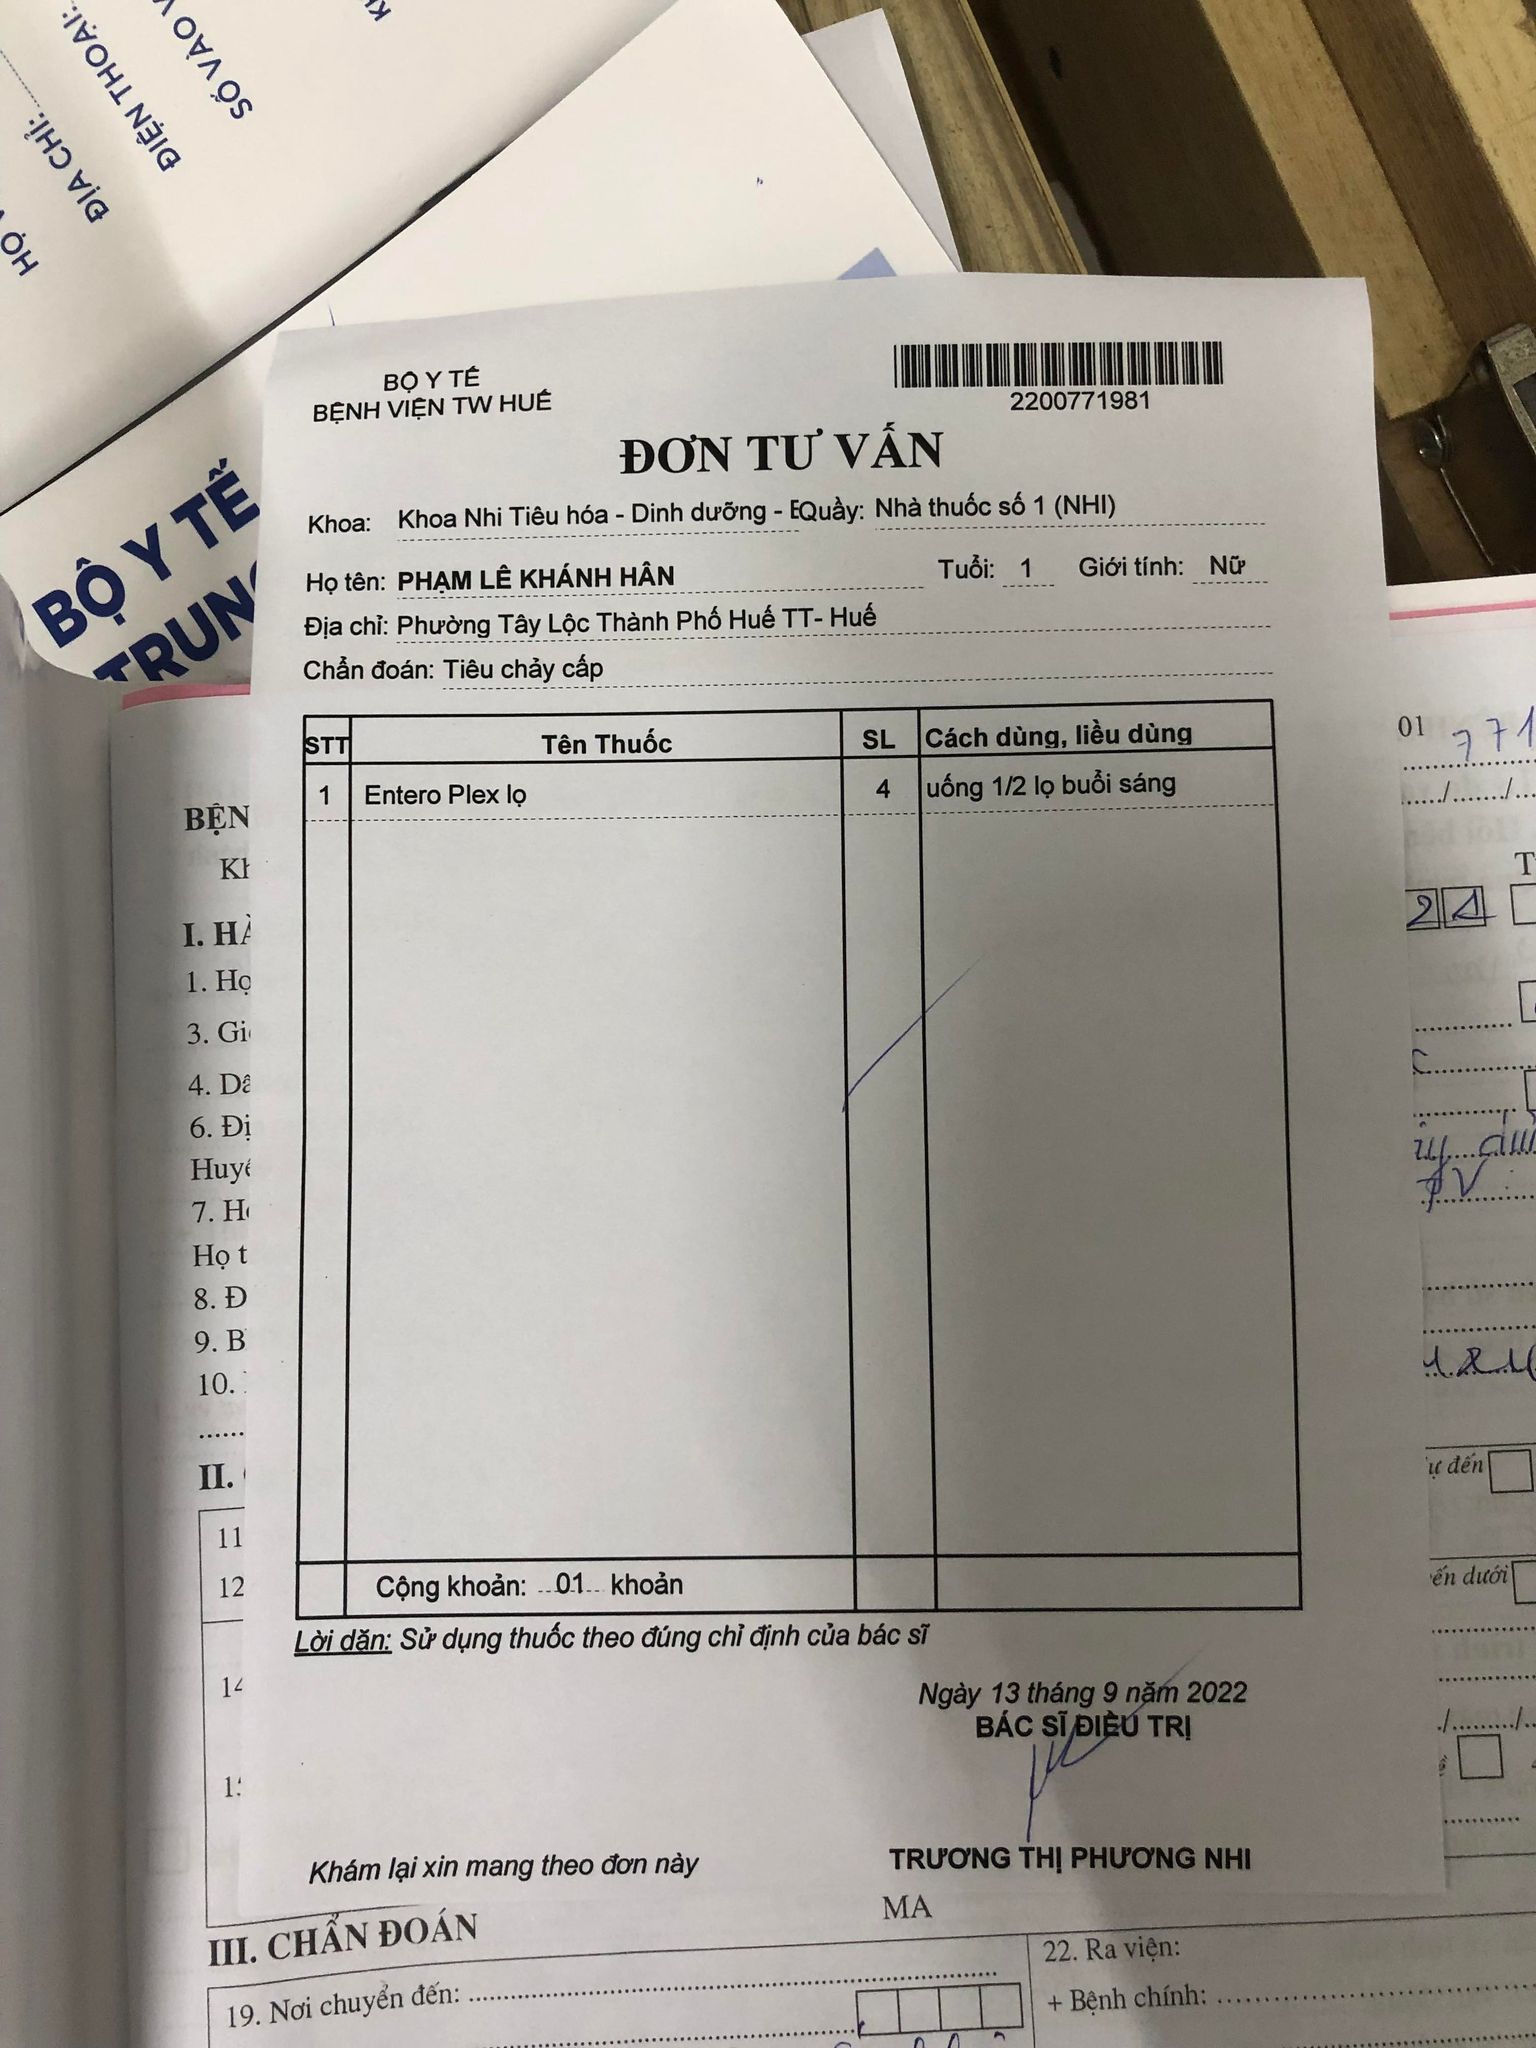 HỌ
ĐỊA CHỈ:
ĐIỆN THOẠI:
SỐ VÀO V
BỘ Y TẾ
TRUNG
BỘ Y TẾ
BỆNH VIỆN TW HUẾ
2200771981
ĐƠN TƯ VẤN
Khoa: Khoa Nhi Tiêu hóa - Dinh dưỡng - E Quầy: Nhà thuốc số 1 (NHI)
Họ tên: PHẠM LÊ KHÁNH HÂN Tuổi: 1 Giới tính: Nữ
Địa chỉ: Phường Tây Lộc Thành Phố Huế TT- Huế
Chẩn đoán: Tiêu chảy cấp
STT Tên Thuốc SL Cách dùng, liều dùng
1 Entero Plex lọ 4 uống 1/2 lọ buổi sáng
Cộng khoản: 01 khoản
Lời dặn: Sử dụng thuốc theo đúng chỉ định của bác sĩ
Ngày 13 tháng 9 năm 2022
BÁC SĨ ĐIỀU TRỊ
Khám lại xin mang theo đơn này TRƯƠNG THỊ PHƯƠNG NHI
BỆN
Kh
I. HÀ
1. Họ
3. Gi
4. Dâ
6. Đị
Huyệ
7. H
Họ t
8. Đ
9. B
10.
II.
11
12
14
01 771
24
ự đến
ến dưới
MA
III. CHẨN ĐOÁN
19. Nơi chuyển đến:
22. Ra viện:
+ Bệnh chính: